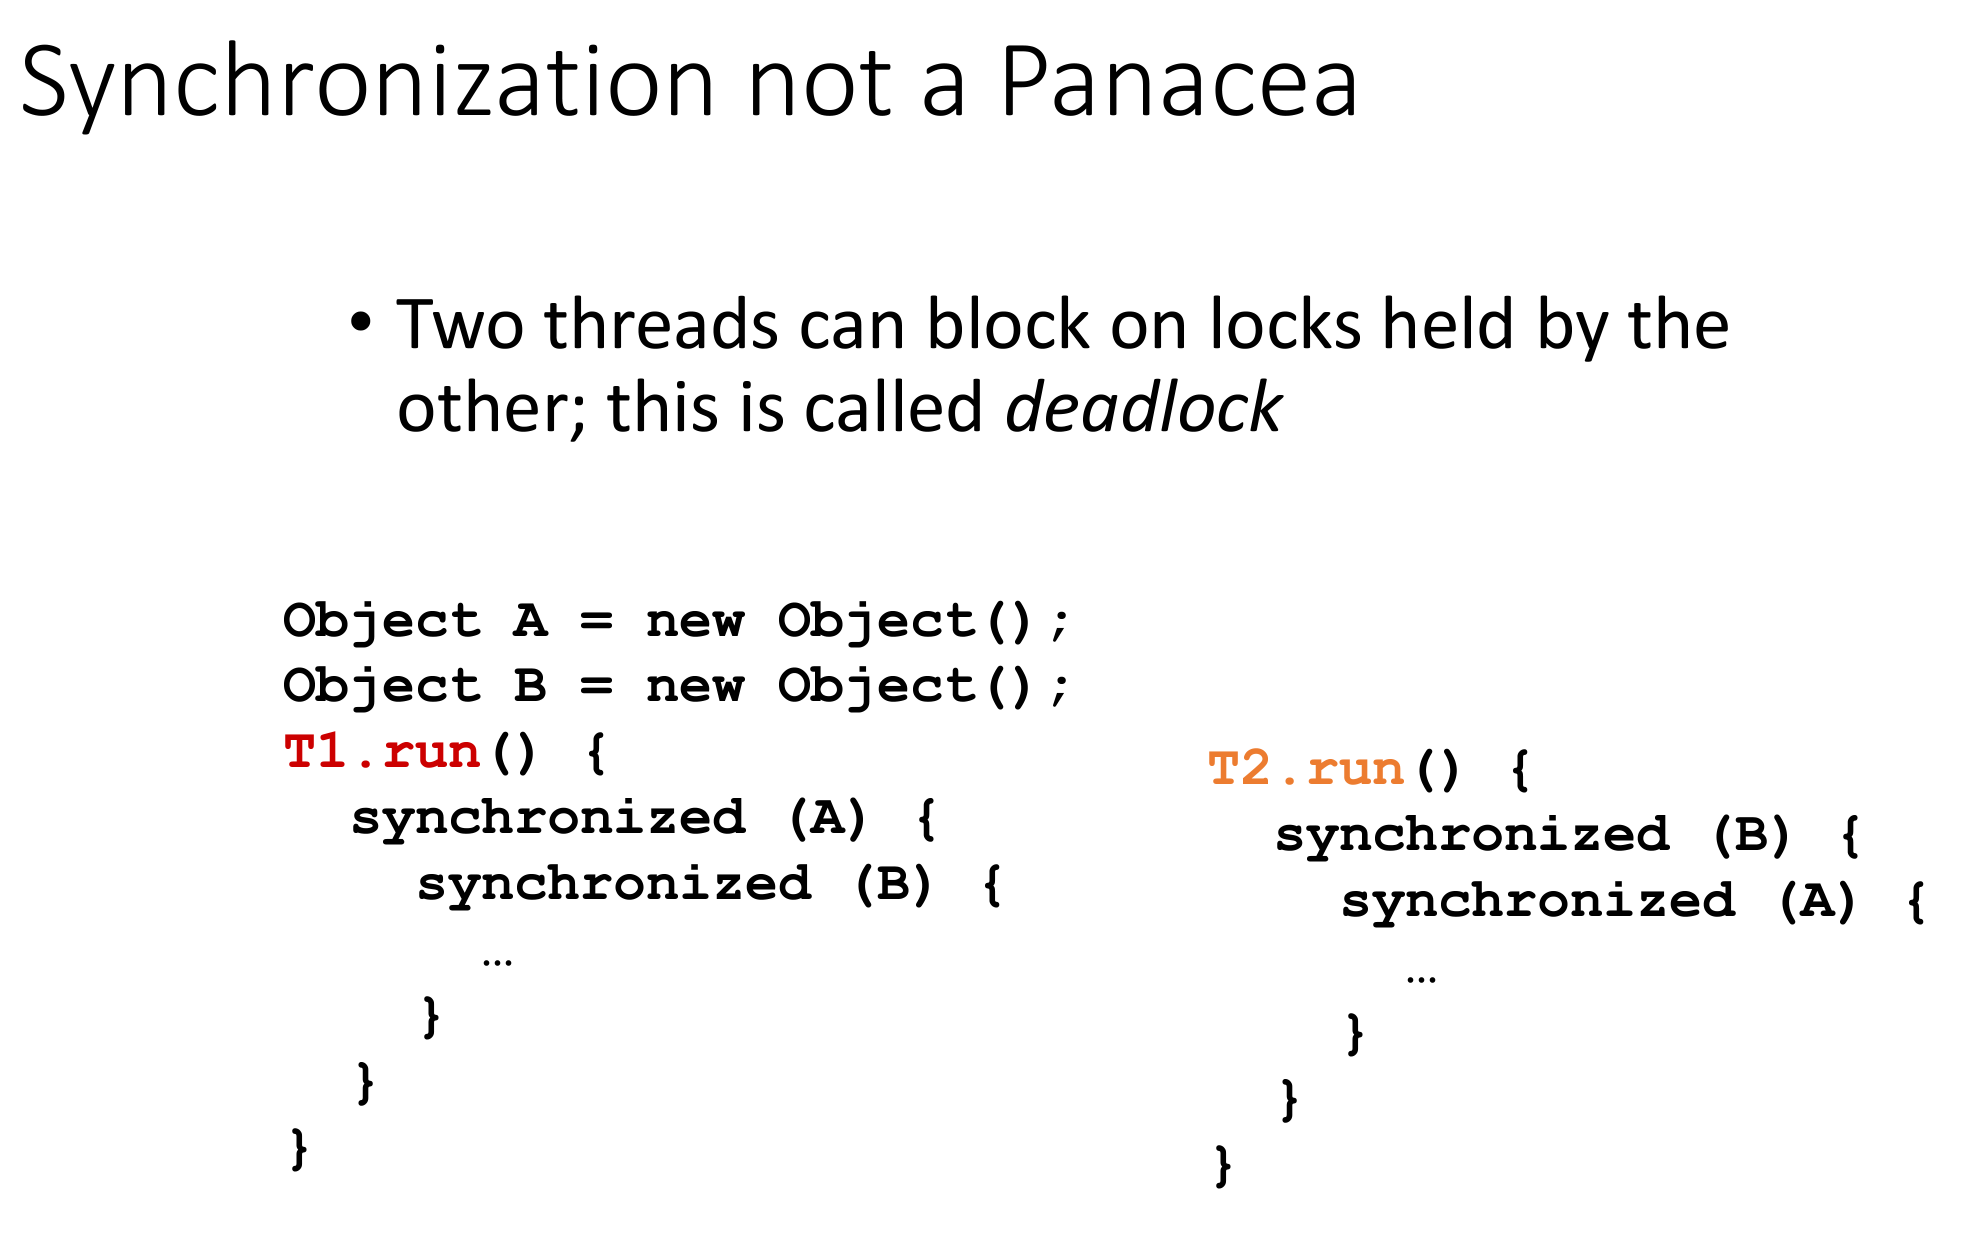 Synchronization not a Panacea
• Two threads can block on locks held by the
other; this is called deadlock
Object A = new Object();
Object B = new Object();
T1.run() {
synchronized (A) {
synchronized (B) {
…
}
}
}
T2.run() {
synchronized (B) {
synchronized (A) {
…
}
}
}